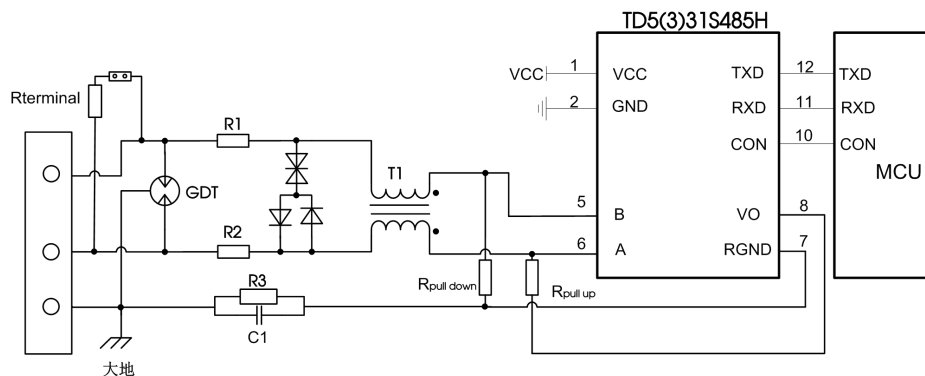 TD5(3)31S485H
VCC 1 VCC TXD 12 TXD
Rterminal
2 GND RXD 11 RXD
R1
CON 10 CON
T1
MCU
GDT
5 B VO 8
R2
6 A RGND 7
R3
Rpull down
Rpull up
C1
大地